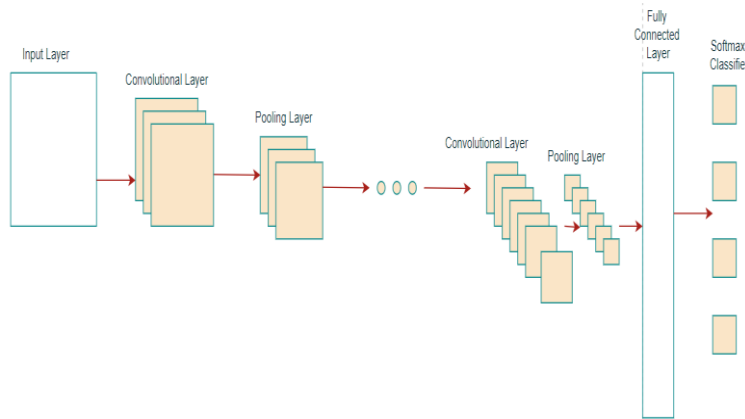 Input Layer
Convolutional Layer
Pooling Layer
Convolutional Layer
Pooling Layer
Fully
Connected
Layer
Softmax
Classifie